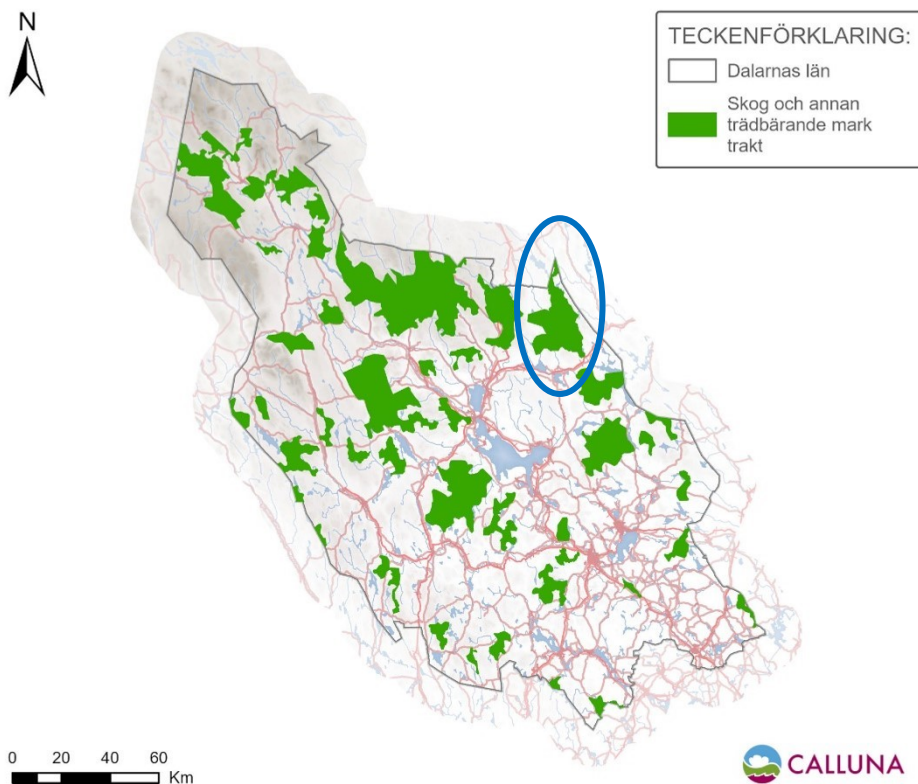 N
TECKENFÖRKLARING:
Dalarnas län
Skog och annan
trädbärande mark
trakt
0 20 40 60
Km
CALLUNA